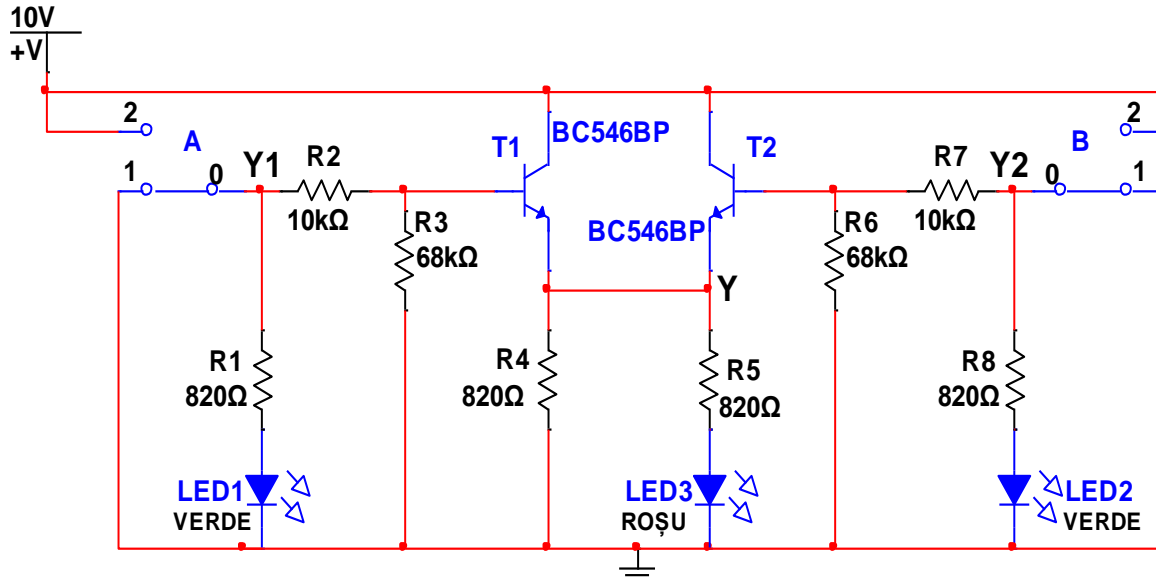 10V
+V
2
A
1
0
Y1
R2
10kΩ
R3
68kΩ
T1
BC546BP
T2
BC546BP
R7
10kΩ
Y2
0
B
2
1
R6
68kΩ
Y
R1
820Ω
R4
820Ω
R5
820Ω
R8
820Ω
LED1
VERDE
LED3
ROȘU
LED2
VERDE